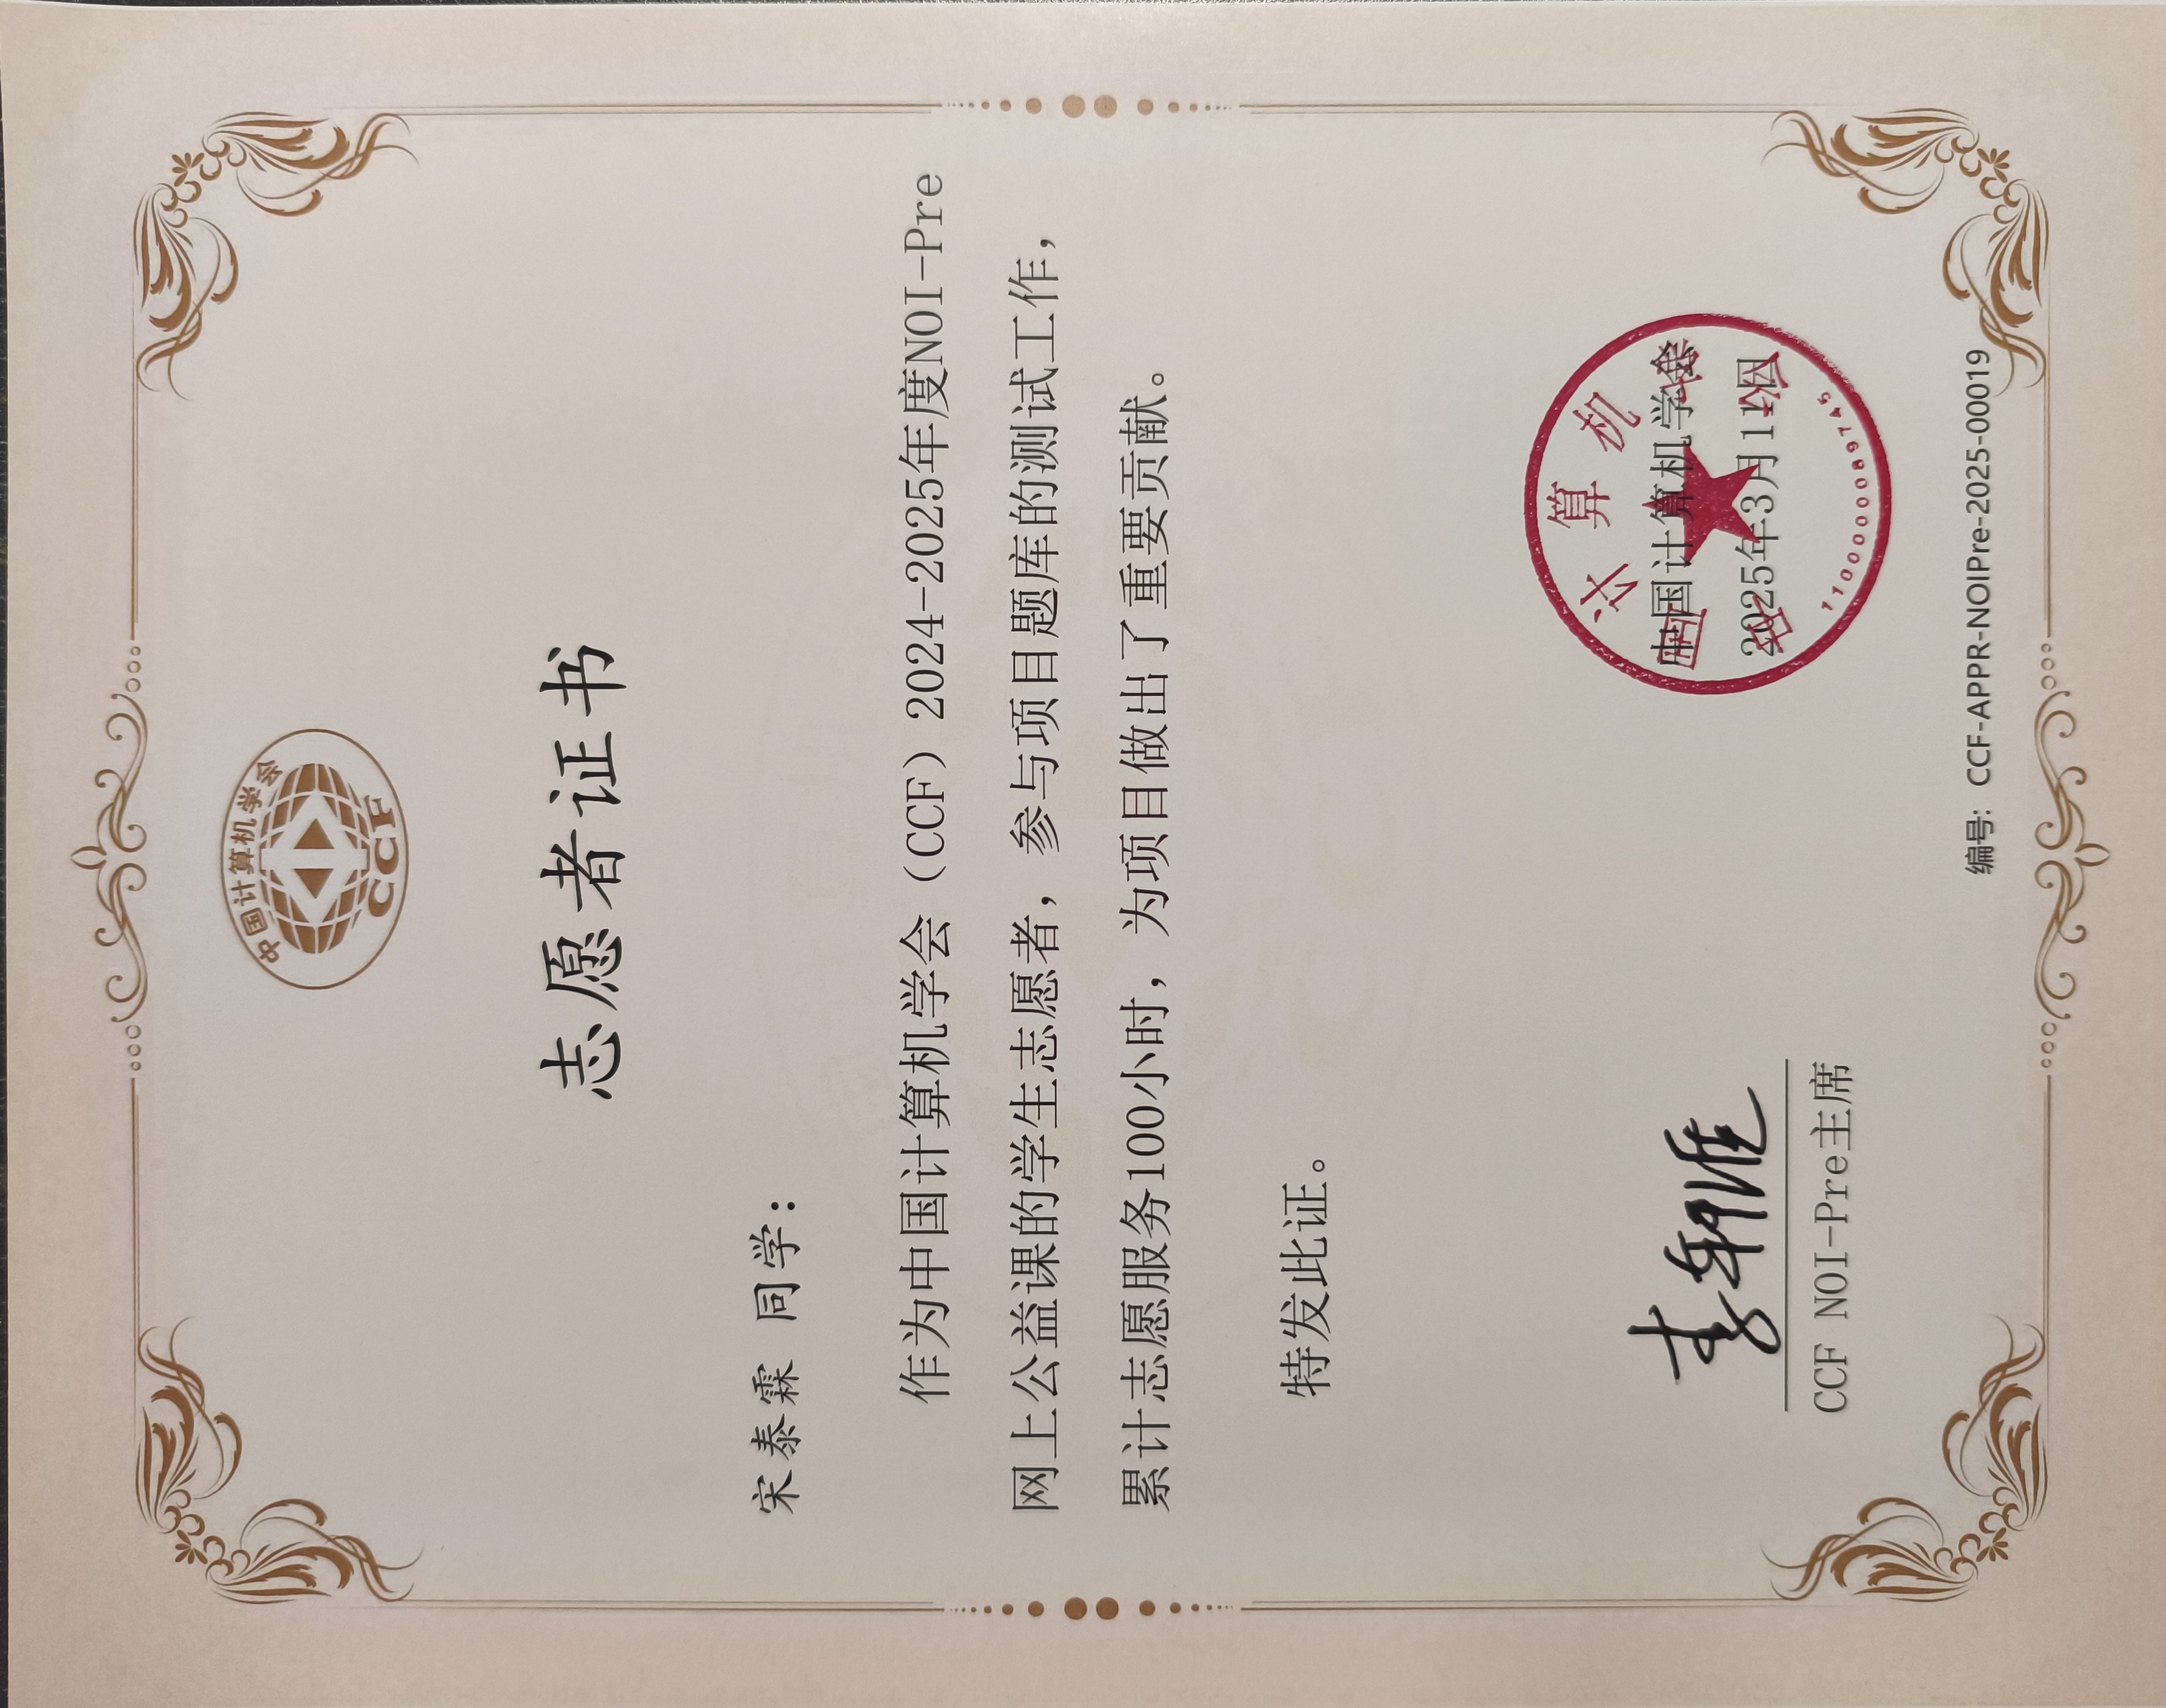 中国计算机学会
CCF
志愿者证书
宋泰霖 同学：
作为中国计算机学会（CCF）2024-2025年度NOI-Pre
网上公益课的学生志愿者，参与项目题库的测试工作，
累计志愿服务100小时，为项目做出了重要贡献。
特发此证。
CCF NOI-Pre主席
中国计算机学会
中国计算机学会
2025年3月11日
1100000089745
编号：CCF-APPR-NOIPre-2025-00019